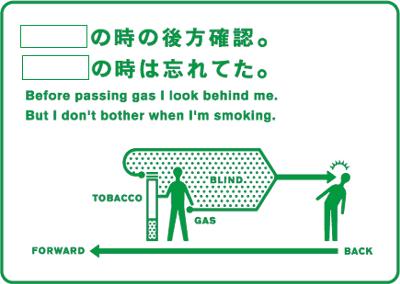 の時の後方確認。
の時は忘れてた。
Before passing gas I look behind me.
But I don't bother when I'm smoking.
BLIND
TOBACCO
GAS
FORWARD
BACK